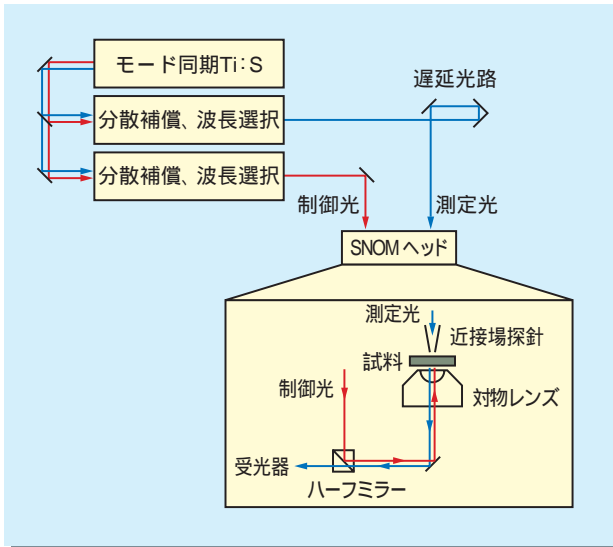 モード同期Ti:S
分散補償、波長選択
分散補償、波長選択
遅延光路
制御光
測定光
SNOMヘッド
測定光
近接場探針
試料
制御光
対物レンズ
受光器
ハーフミラー